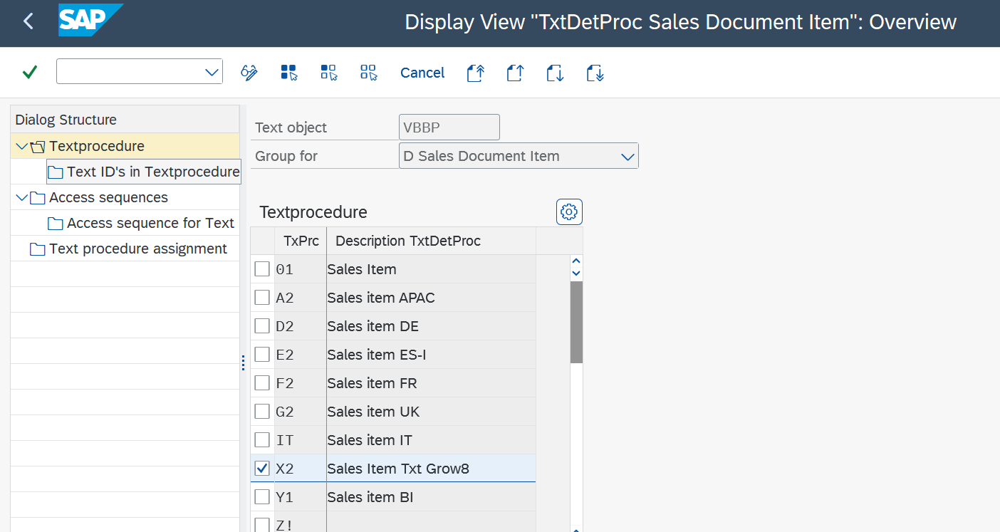 SAP
Display View "TxtDetProc Sales Document Item": Overview
Cancel
Dialog Structure
Textprocedure
Text ID's in Textprocedure
Access sequences
Access sequence for Text
Text procedure assignment
Text object VBBP
Group for D Sales Document Item
Textprocedure
TxPrc Description TxtDetProc
01 Sales Item
A2 Sales item APAC
D2 Sales item DE
E2 Sales item ES-I
F2 Sales item FR
G2 Sales item UK
IT Sales item IT
X2 Sales Item Txt Grow8
Y1 Sales item BI
Z!